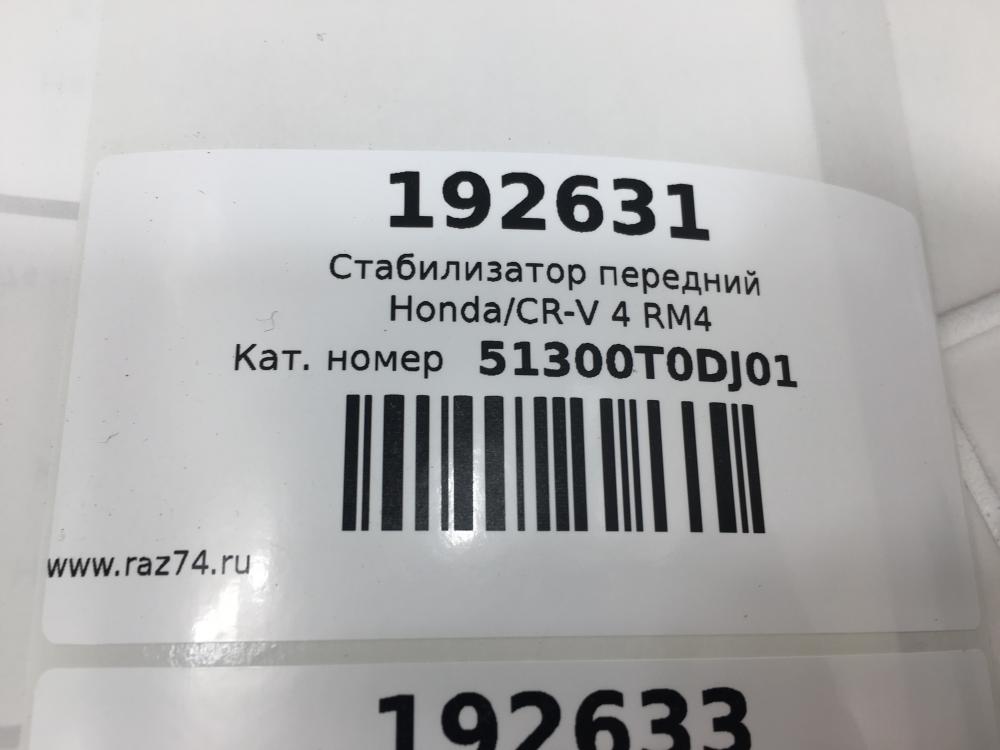 192631
Стабилизатор передний
Honda/CR-V 4 RM4
Кат. номер 51300T0DJ01
www.raz74.ru
192633